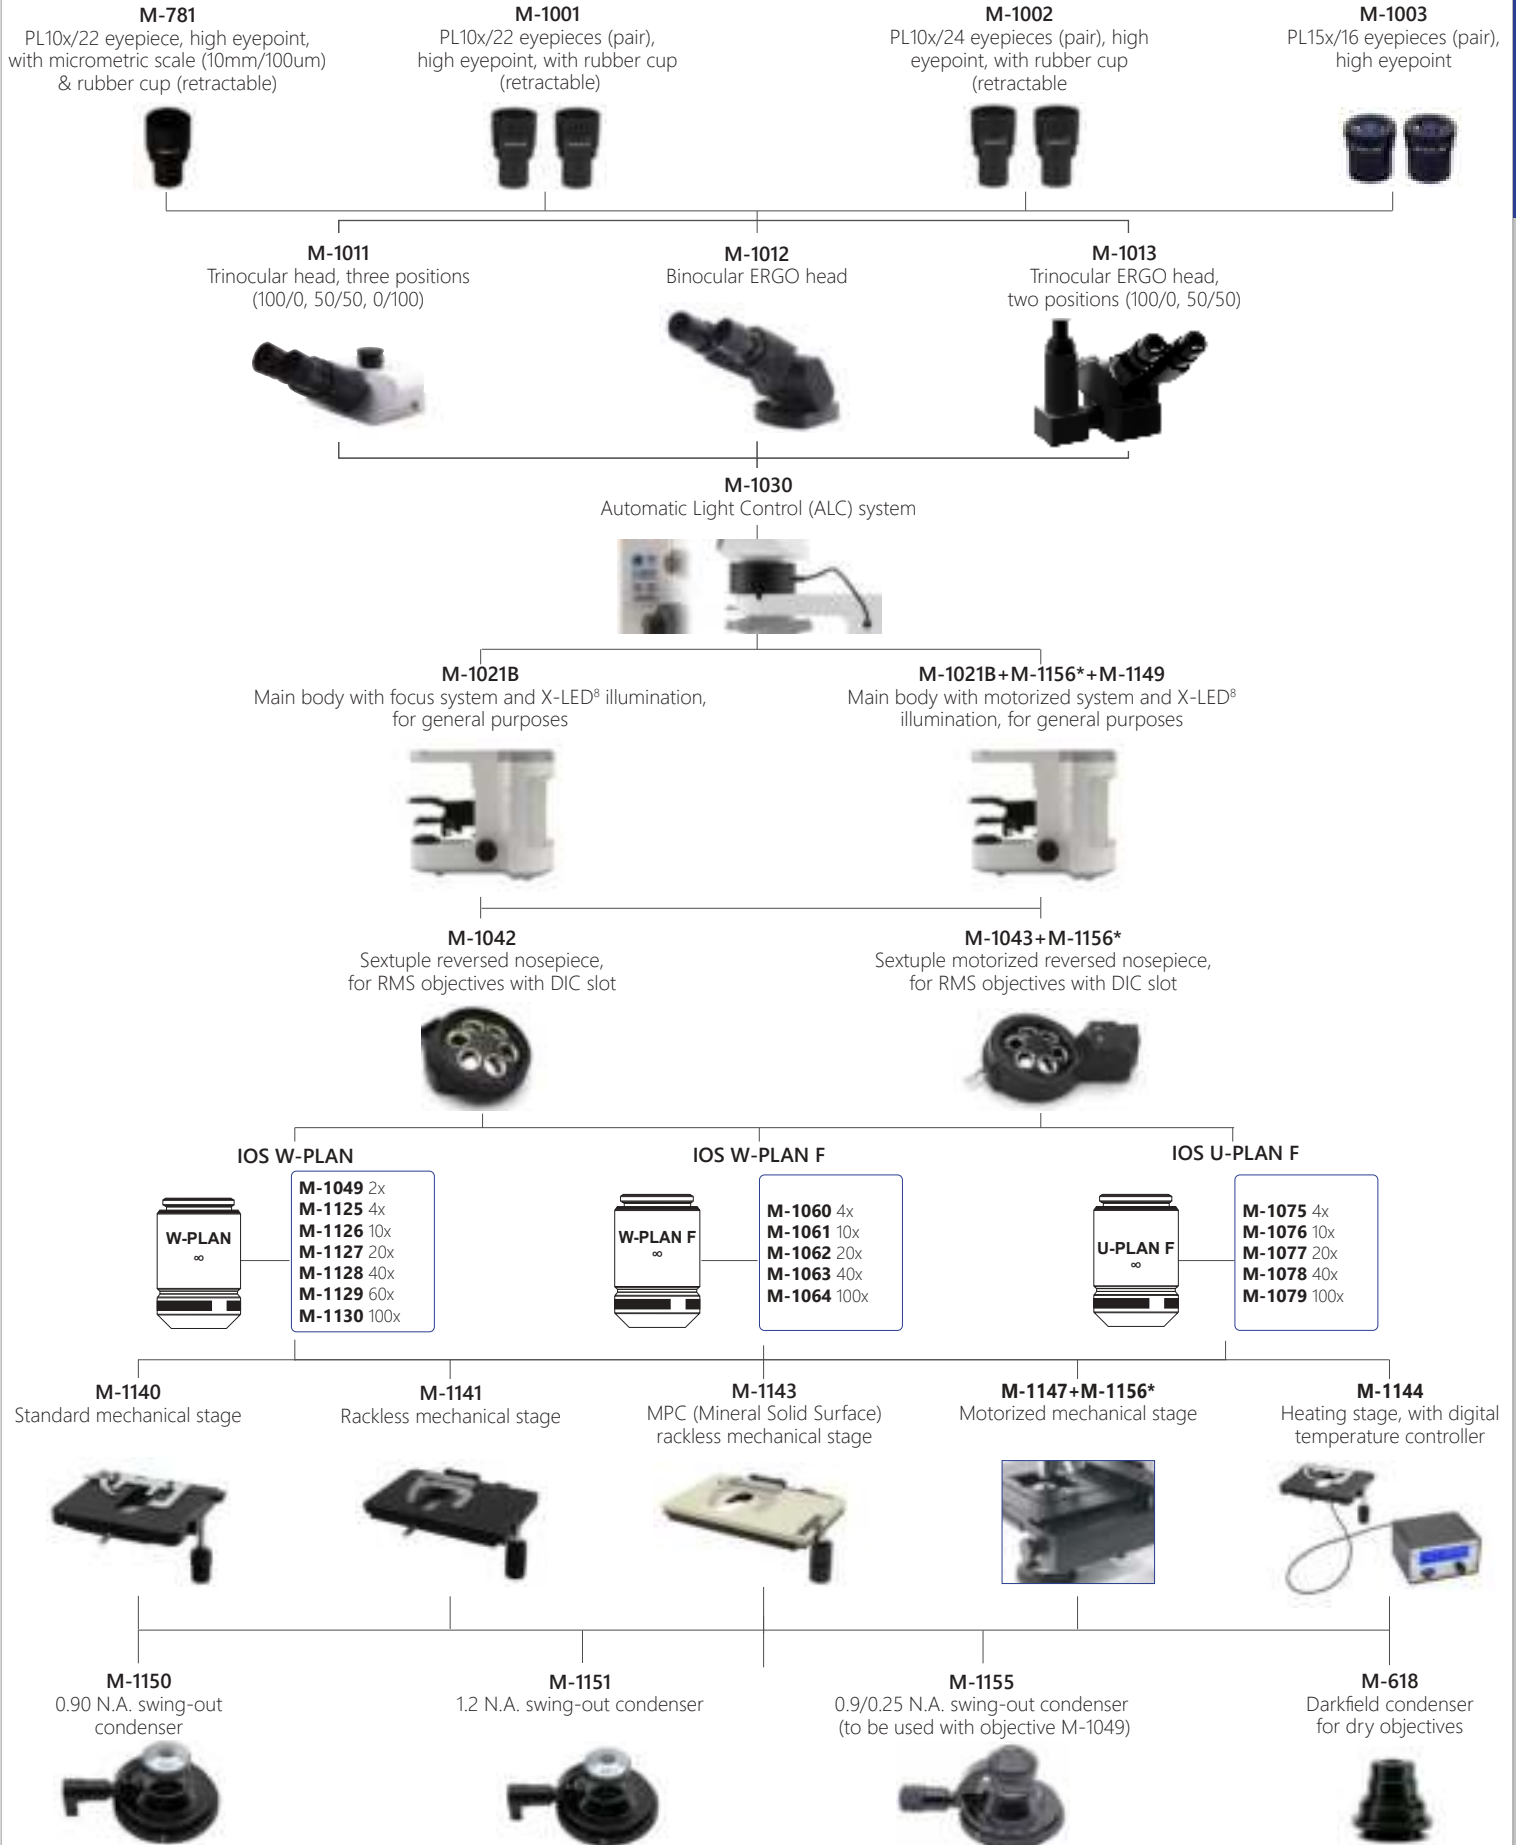 M-781
PL10x/22 eyepiece, high eyepoint,
with micrometric scale (10mm/100um)
& rubber cup (retractable)
M-1001
PL10x/22 eyepieces (pair),
high eyepoint, with rubber cup
(retractable)
M-1002
PL10x/24 eyepieces (pair), high
eyepoint, with rubber cup
(retractable
M-1003
PL15x/16 eyepieces (pair),
high eyepoint
M-1011
Trinocular head, three positions
(100/0, 50/50, 0/100)
M-1012
Binocular ERGO head
M-1013
Trinocular ERGO head,
two positions (100/0, 50/50)
M-1030
Automatic Light Control (ALC) system
M-1021B
Main body with focus system and X-LED⁸ illumination,
for general purposes
M-1021B+M-1156*+M-1149
Main body with motorized system and X-LED⁸
illumination, for general purposes
M-1042
Sextuple reversed nosepiece,
for RMS objectives with DIC slot
M-1043+M-1156*
Sextuple motorized reversed nosepiece,
for RMS objectives with DIC slot
IOS W-PLAN
W-PLAN
∞
M-1049 2x
M-1125 4x
M-1126 10x
M-1127 20x
M-1128 40x
M-1129 60x
M-1130 100x
IOS W-PLAN F
W-PLAN F
∞
M-1060 4x
M-1061 10x
M-1062 20x
M-1063 40x
M-1064 100x
IOS U-PLAN F
U-PLAN F
∞
M-1075 4x
M-1076 10x
M-1077 20x
M-1078 40x
M-1079 100x
M-1140
Standard mechanical stage
M-1141
Rackless mechanical stage
M-1143
MPC (Mineral Solid Surface)
rackless mechanical stage
M-1147+M-1156*
Motorized mechanical stage
M-1144
Heating stage, with digital
temperature controller
M-1150
0.90 N.A. swing-out
condenser
M-1151
1.2 N.A. swing-out condenser
M-1155
0.9/0.25 N.A. swing-out condenser
(to be used with objective M-1049)
M-618
Darkfield condenser
for dry objectives